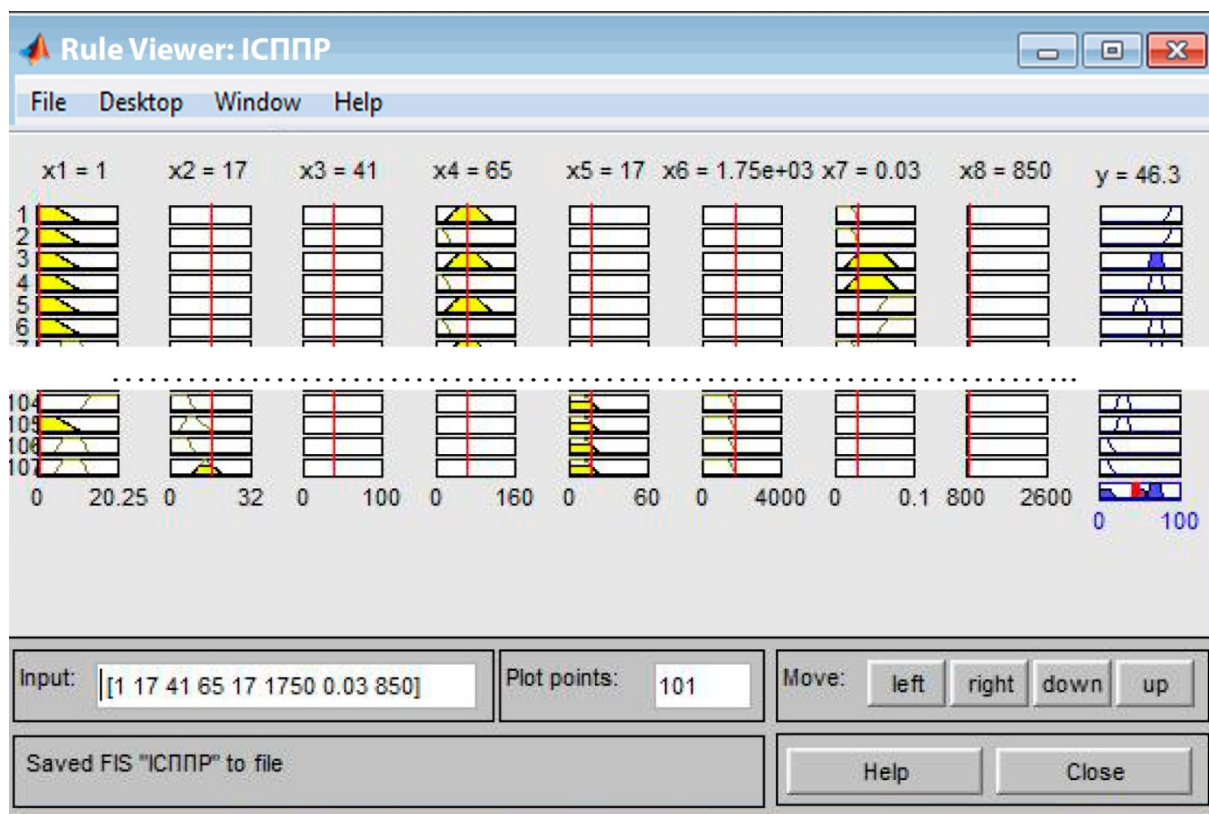 Rule Viewer: ІСППР
File Desktop Window Help
x1 = 1 x2 = 17 x3 = 41 x4 = 65 x5 = 17 x6 = 1.75e+03 x7 = 0.03 x8 = 850 y = 46.3
1
2
3
4
5
6
104
105
106
107
0 20.25 0 32 0 100 0 160 0 60 0 4000 0 0.1 800 2600
0 100
Input: [1 17 41 65 17 1750 0.03 850] Plot points: 101 Move: left right down up
Saved FIS "ІСППР" to file Help Close